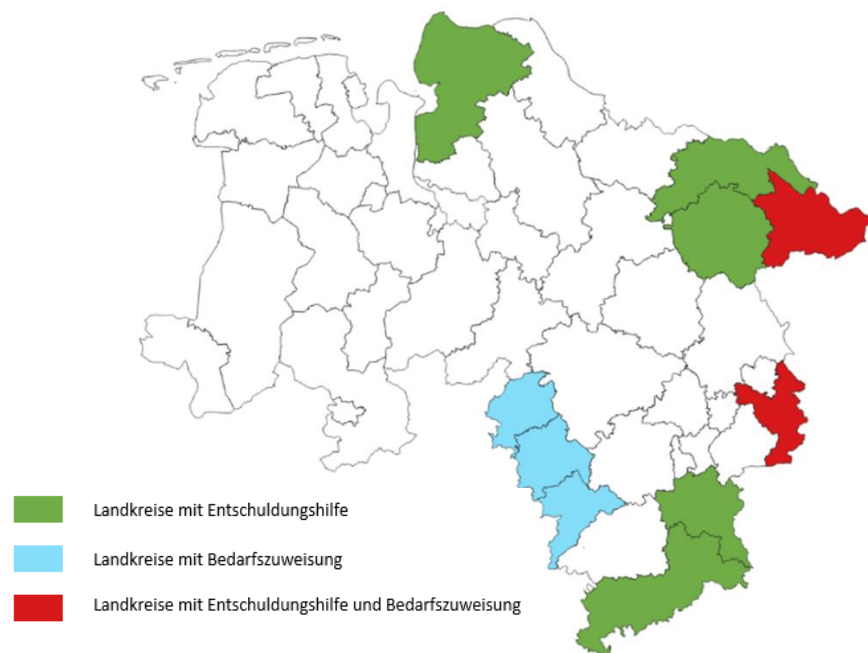 Landkreise mit Entschuldungshilfe
Landkreise mit Bedarfszuweisung
Landkreise mit Entschuldungshilfe und Bedarfszuweisung